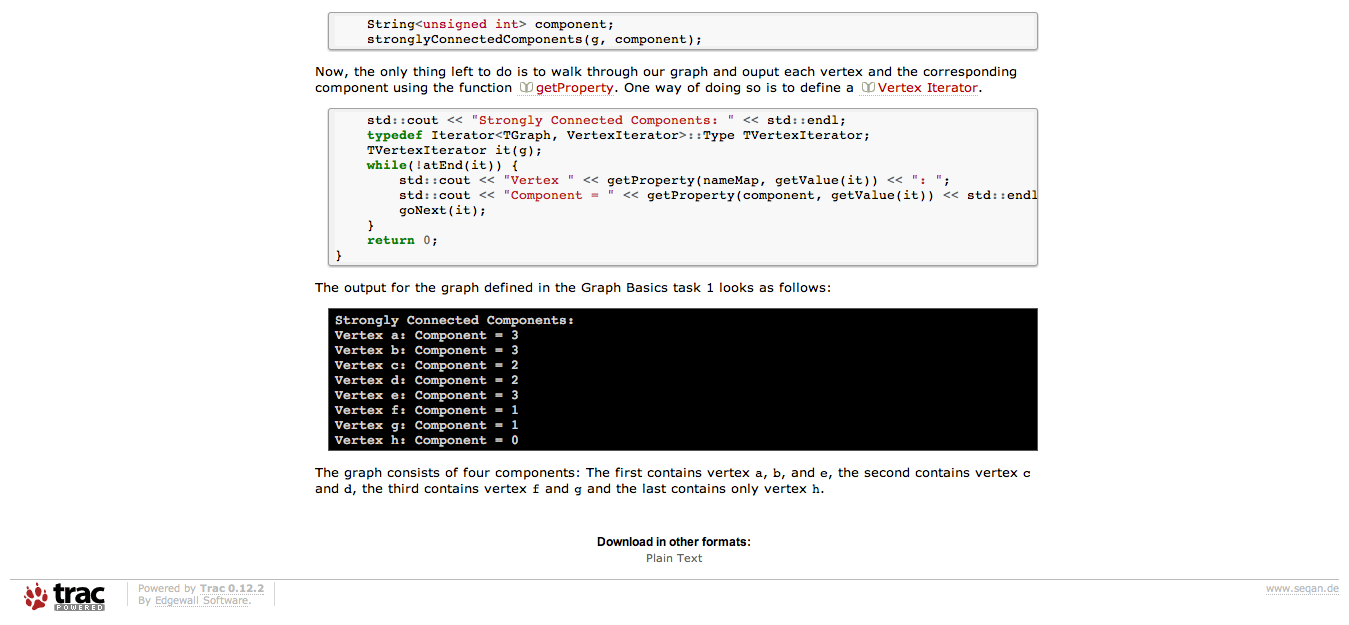 String<unsigned int> component;
stronglyConnectedComponents(g, component);
Now, the only thing left to do is to walk through our graph and ouput each vertex and the corresponding
component using the function getProperty. One way of doing so is to define a Vertex Iterator.
std::cout << "Strongly Connected Components: " << std::endl;
typedef Iterator<TGraph, VertexIterator>::Type TVertexIterator;
TVertexIterator it(g);
while(!atEnd(it)) {
std::cout << "Vertex " << getProperty(nameMap, getValue(it)) << ": ";
std::cout << "Component = " << getProperty(component, getValue(it)) << std::endl
goNext(it);
}
return 0;
}
The output for the graph defined in the Graph Basics task 1 looks as follows:
Strongly Connected Components:
Vertex a: Component = 3
Vertex b: Component = 3
Vertex c: Component = 2
Vertex d: Component = 2
Vertex e: Component = 3
Vertex f: Component = 1
Vertex g: Component = 1
Vertex h: Component = 0
The graph consists of four components: The first contains vertex a, b, and e, the second contains vertex c
and d, the third contains vertex f and g and the last contains only vertex h.
Download in other formats:
Plain Text
trac
POWERED
Powered by Trac 0.12.2
By Edgewall Software.
www.seqan.de